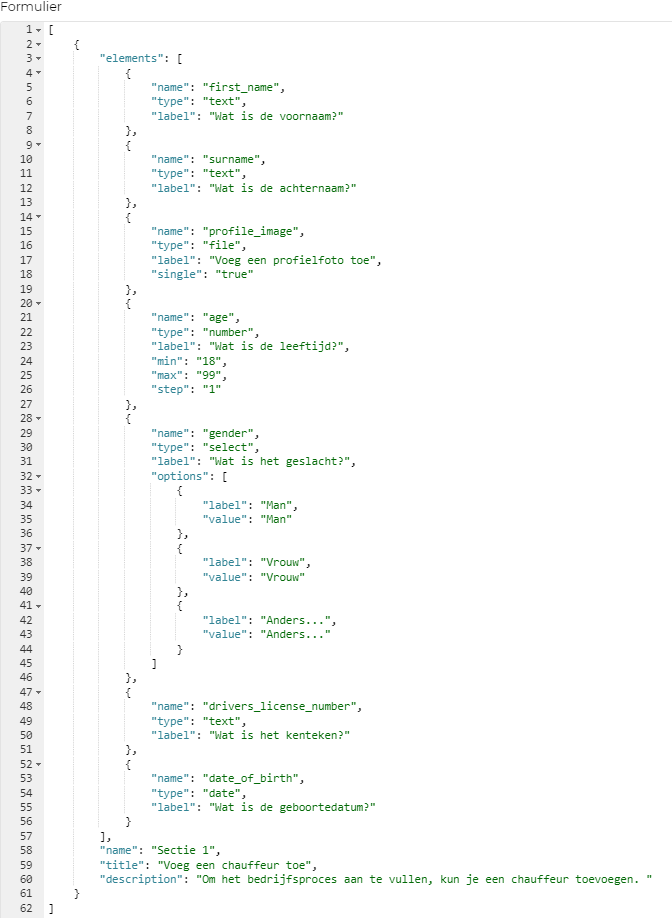 Formulier
1 [
2     {
3         "elements": [
4             {
5                 "name": "first_name",
6                 "type": "text",
7                 "label": "Wat is de voornaam?"
8             },
9             {
10                 "name": "surname",
11                 "type": "text",
12                 "label": "Wat is de achternaam?"
13             },
14             {
15                 "name": "profile_image",
16                 "type": "file",
17                 "label": "Voeg een profielfoto toe",
18                 "single": "true"
19             },
20             {
21                 "name": "age",
22                 "type": "number",
23                 "label": "Wat is de leeftijd?",
24                 "min": "18",
25                 "max": "99",
26                 "step": "1"
27             },
28             {
29                 "name": "gender",
30                 "type": "select",
31                 "label": "Wat is het geslacht?",
32                 "options": [
33                     {
34                         "label": "Man",
35                         "value": "Man"
36                     },
37                     {
38                         "label": "Vrouw",
39                         "value": "Vrouw"
40                     },
41                     {
42                         "label": "Anders...",
43                         "value": "Anders..."
44                     }
45                 ]
46             },
47             {
48                 "name": "drivers_license_number",
49                 "type": "text",
50                 "label": "Wat is het kenteken?"
51             },
52             {
53                 "name": "date_of_birth",
54                 "type": "date",
55                 "label": "Wat is de geboortedatum?"
56             }
57         ],
58         "name": "Sectie 1",
59         "title": "Voeg een chauffeur toe",
60         "description": "Om het bedrijfsproces aan te vullen, kun je een chauffeur toevoegen. "
61     }
62 ]